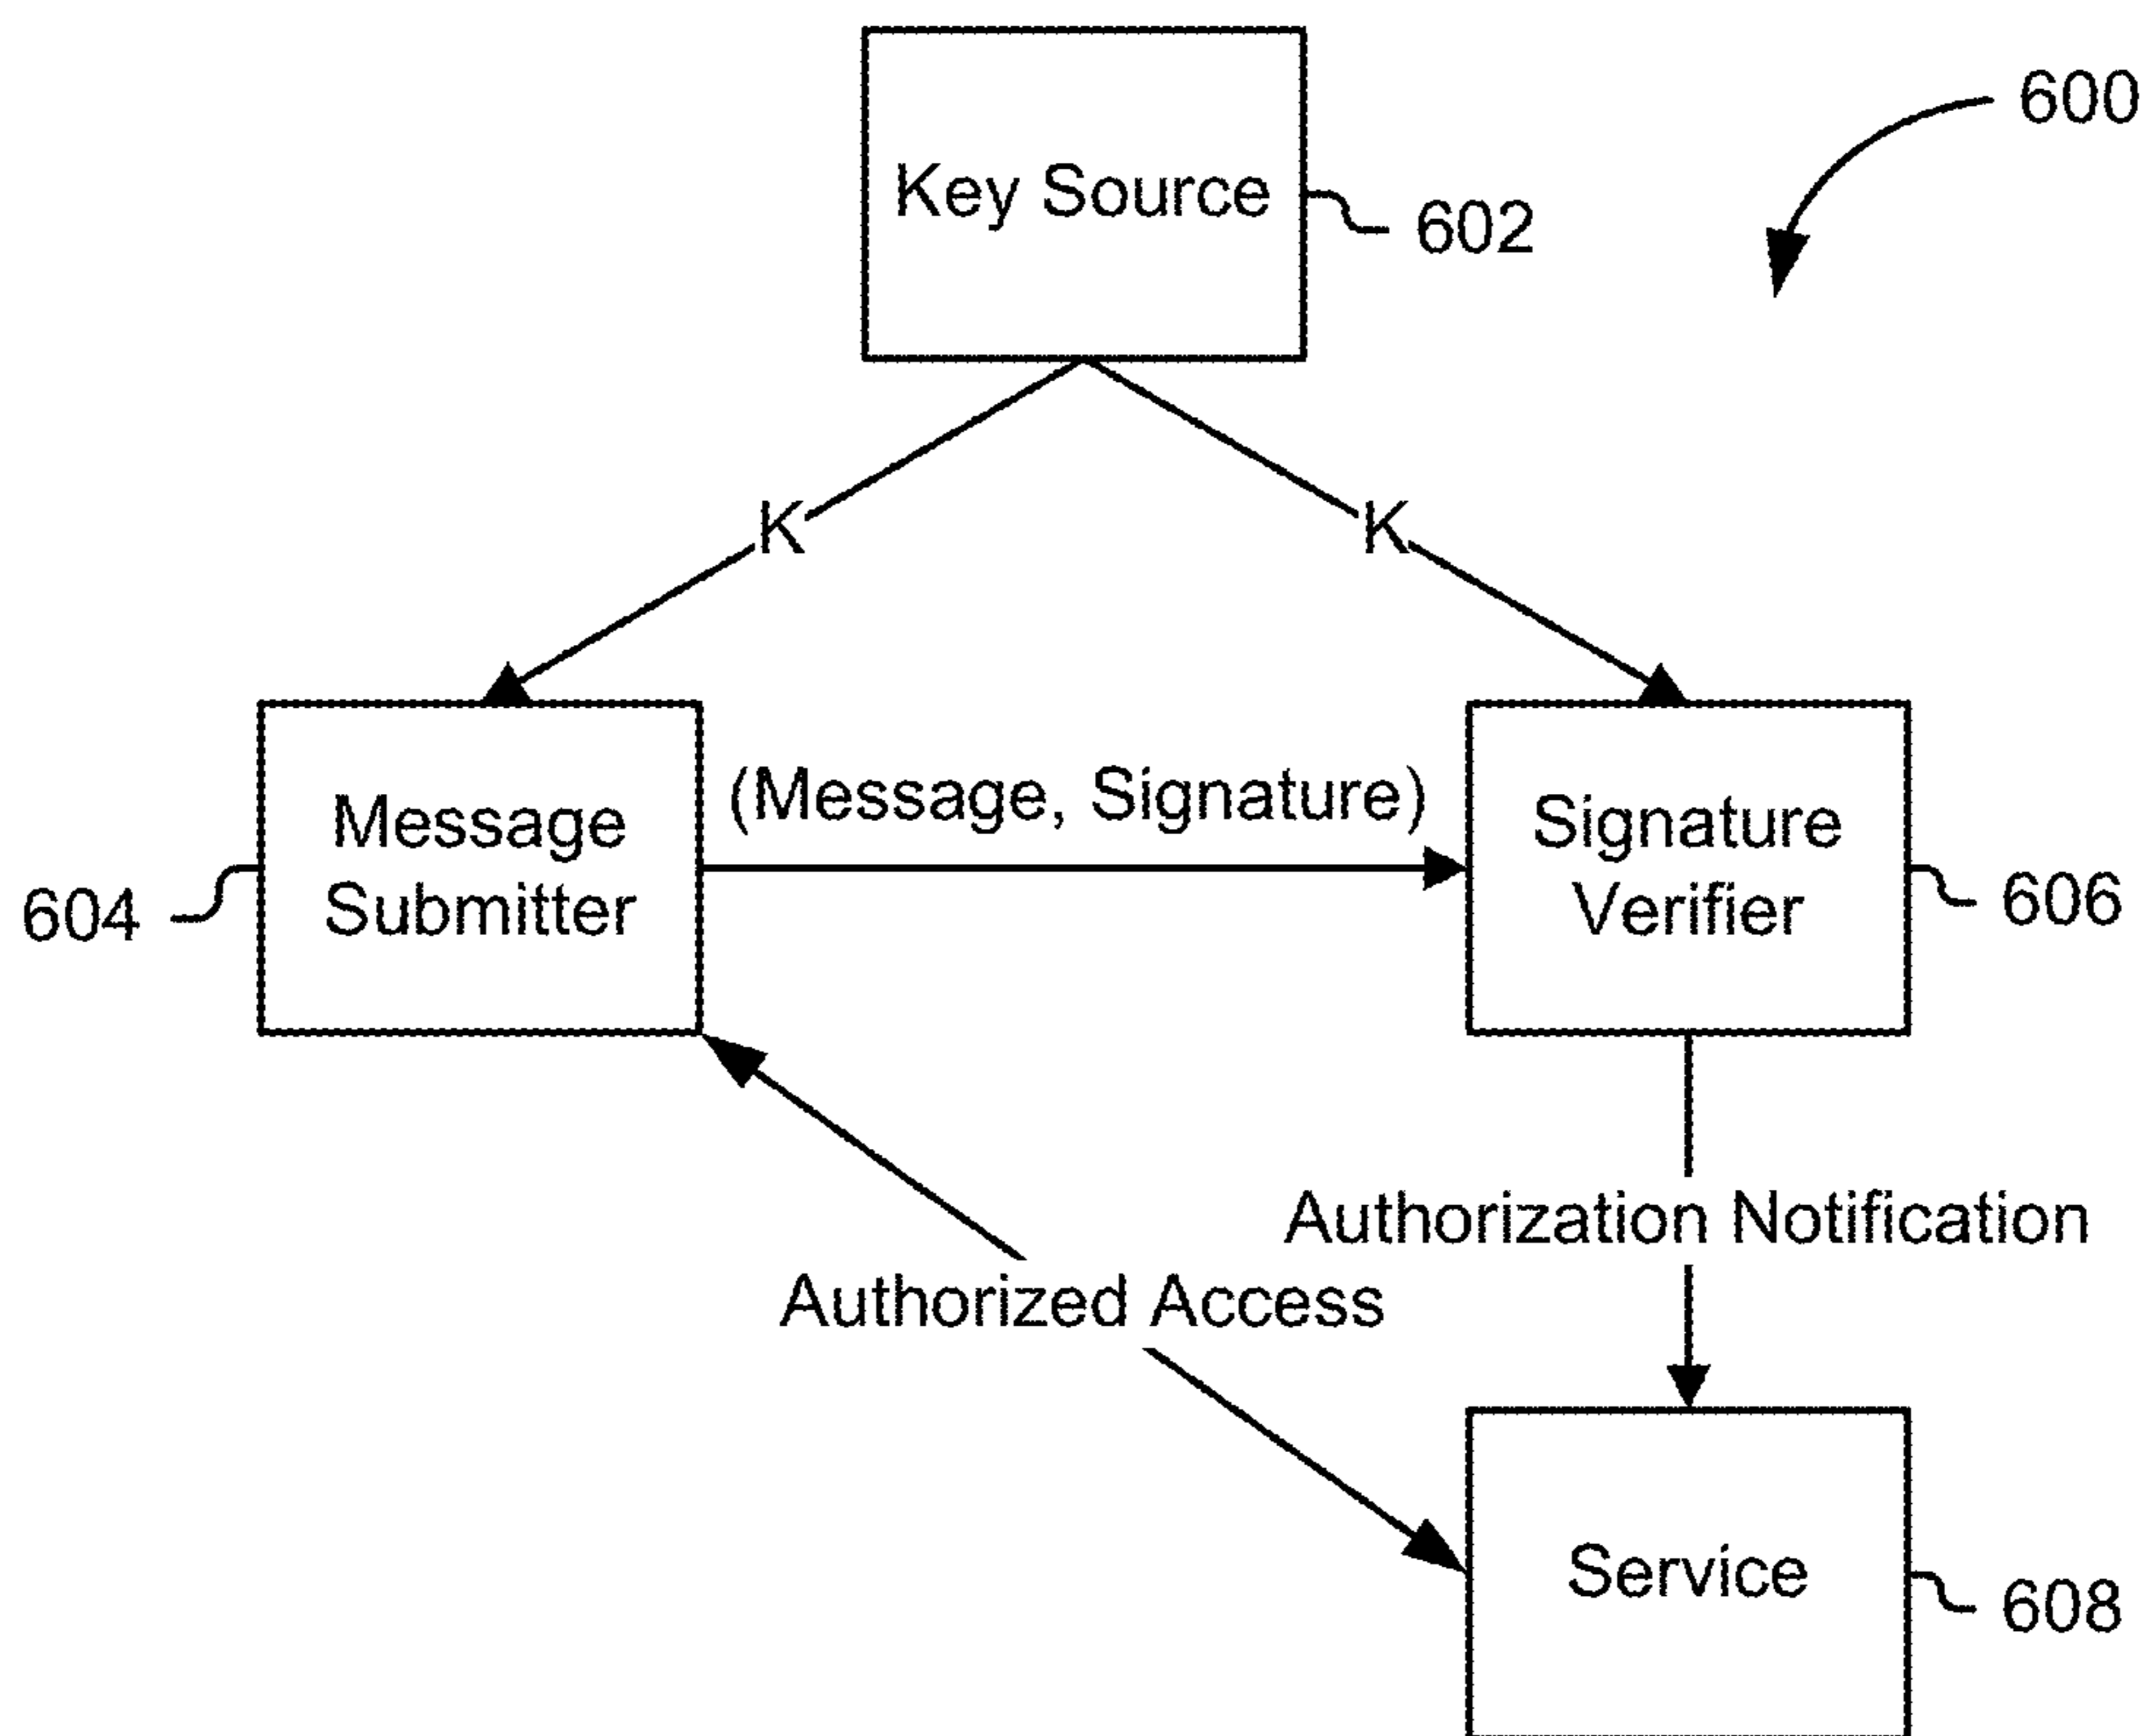 600
Key Source
602
K
K
Message
Submitter
604
(Message, Signature)
Signature
Verifier
606
Authorization Notification
Authorized Access
Service
608